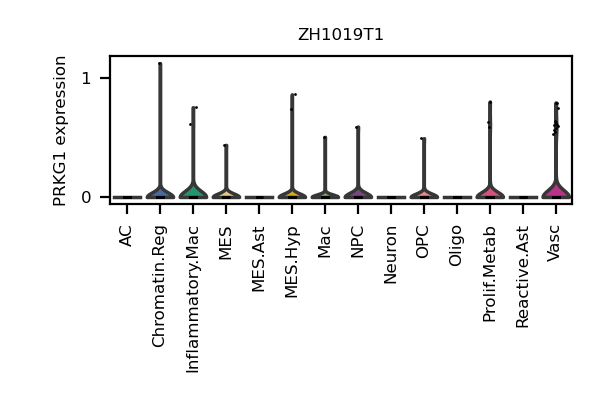 ZH1019T1
PRKG1 expression
1
0
AC
Chromatin.Reg
Inflammatory.Mac
MES
MES.Ast
MES.Hyp
Mac
NPC
Neuron
OPC
Oligo
Prolif.Metab
Reactive.Ast
Vasc